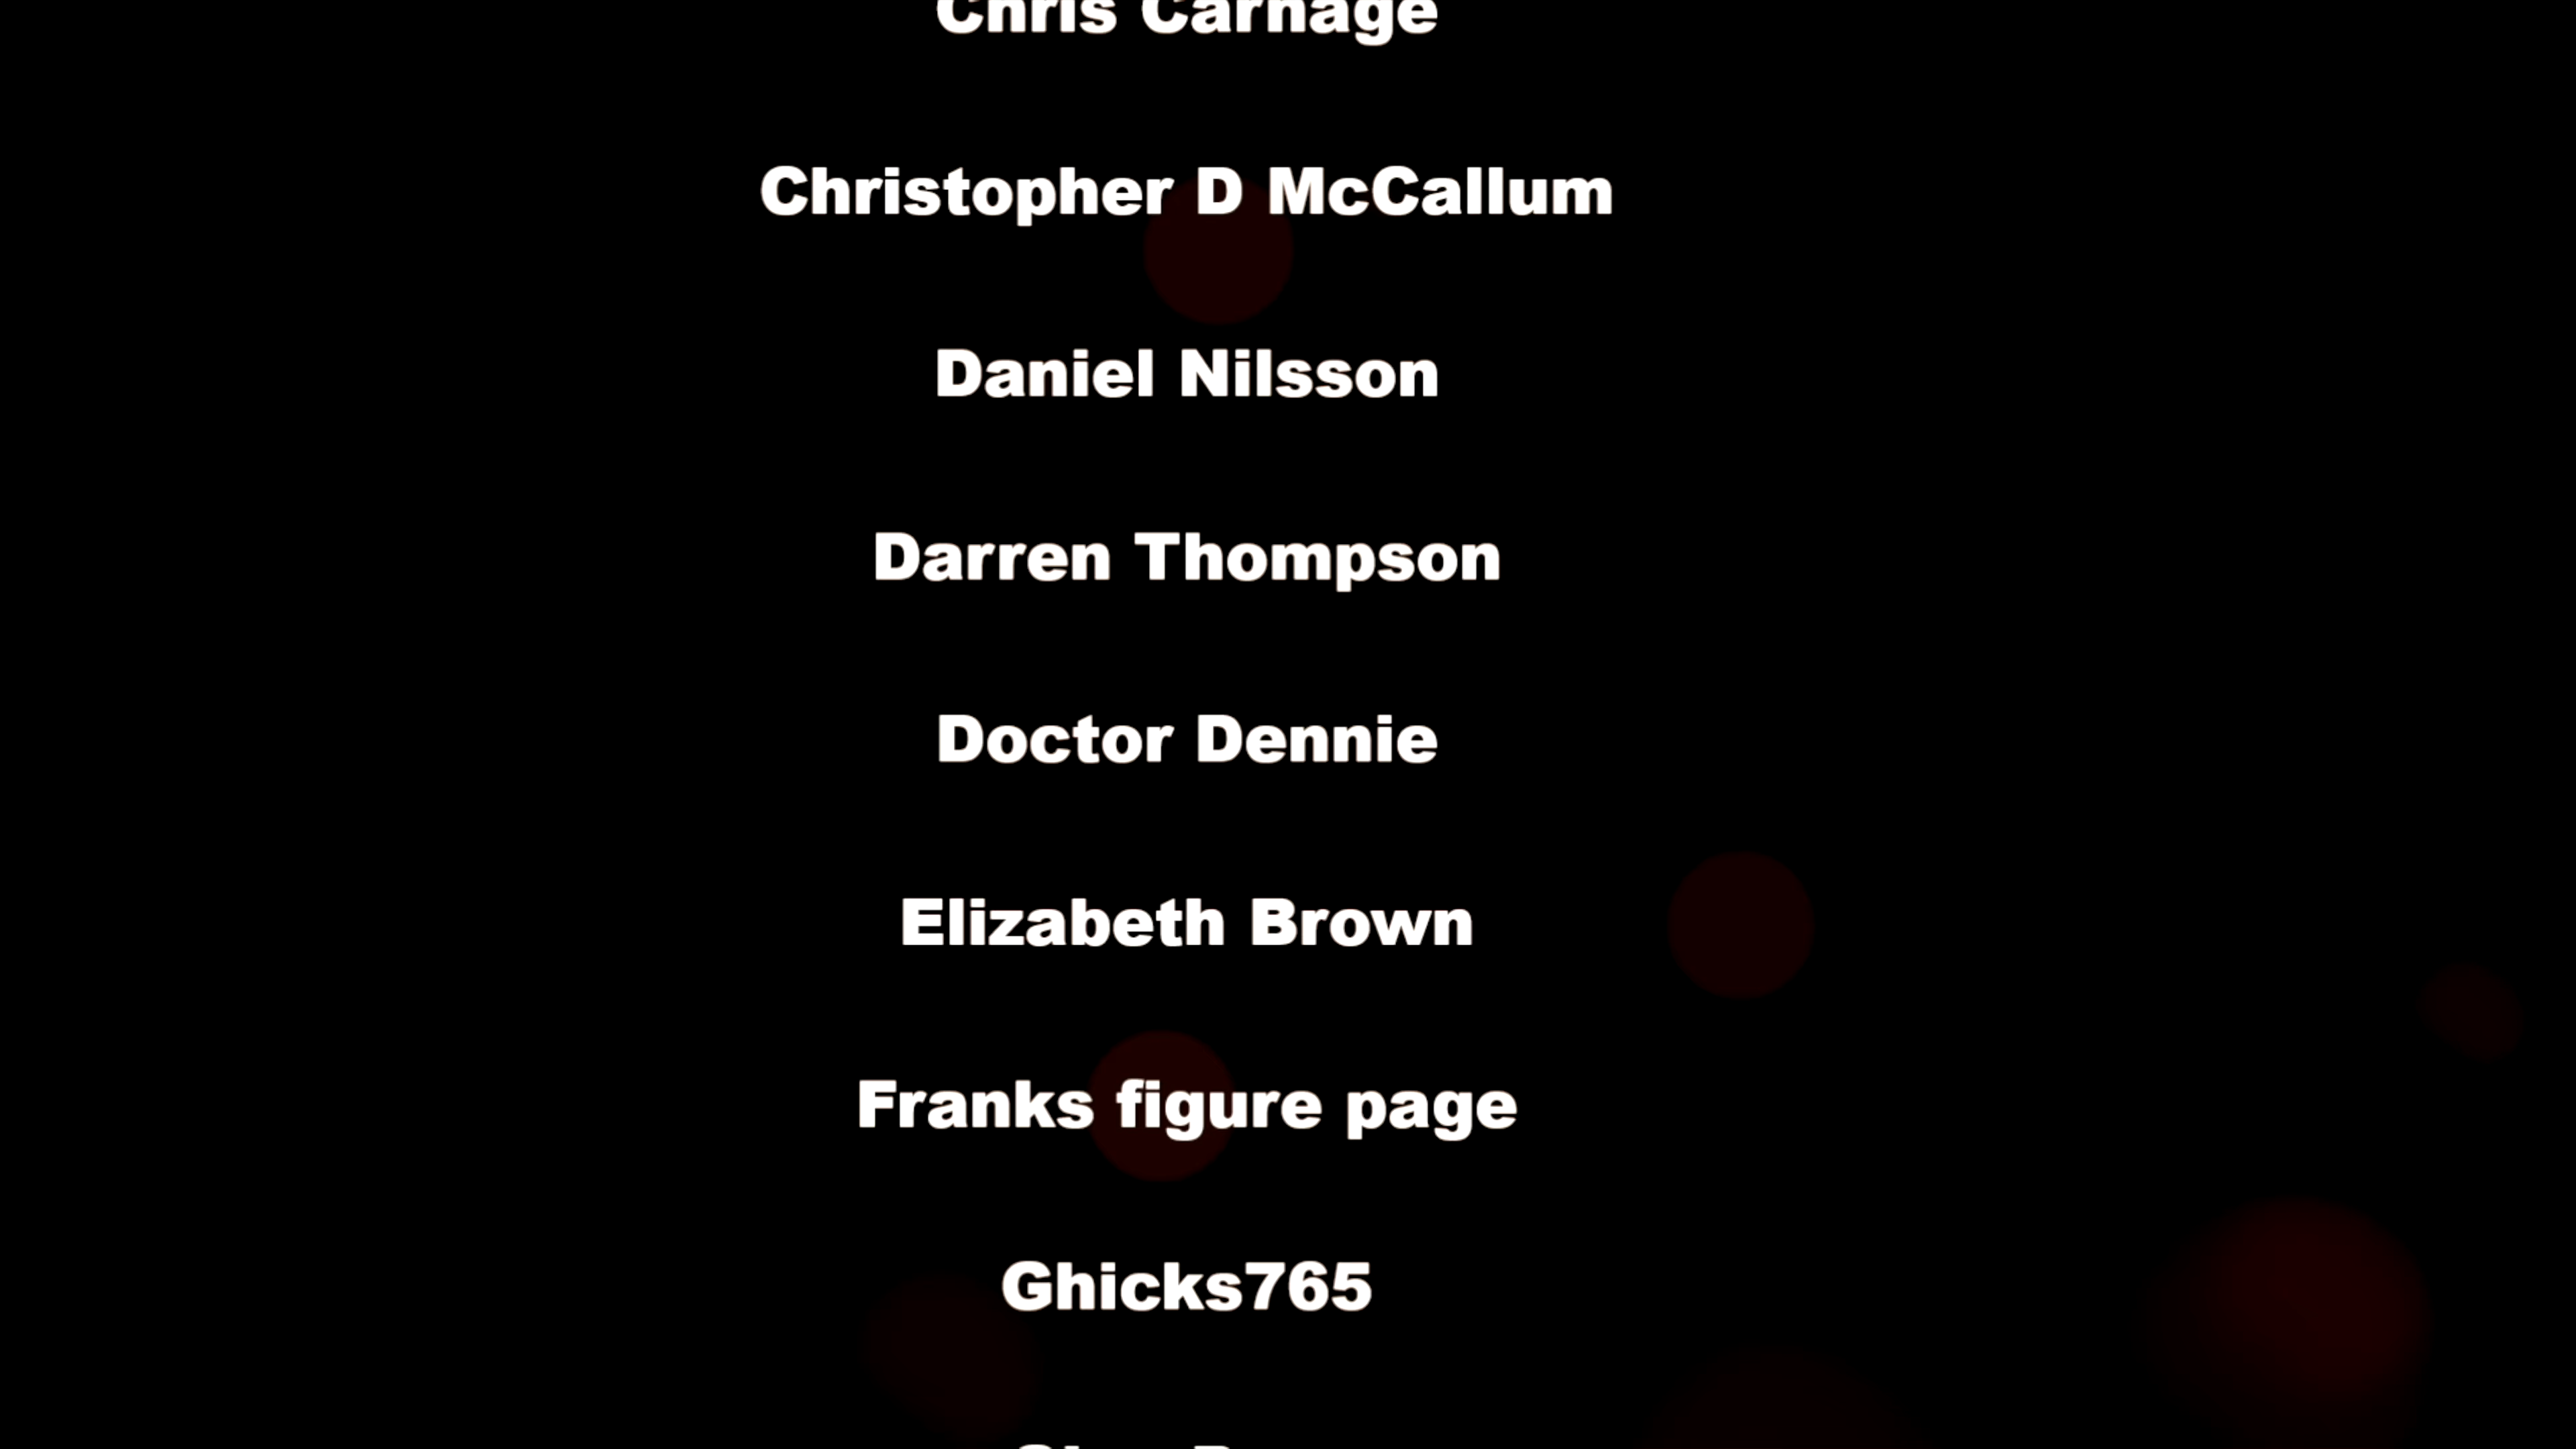 Chris Carnage
Christopher D McCallum
Daniel Nilsson
Darren Thompson
Doctor Dennie
Elizabeth Brown
Franks figure page
Ghicks765